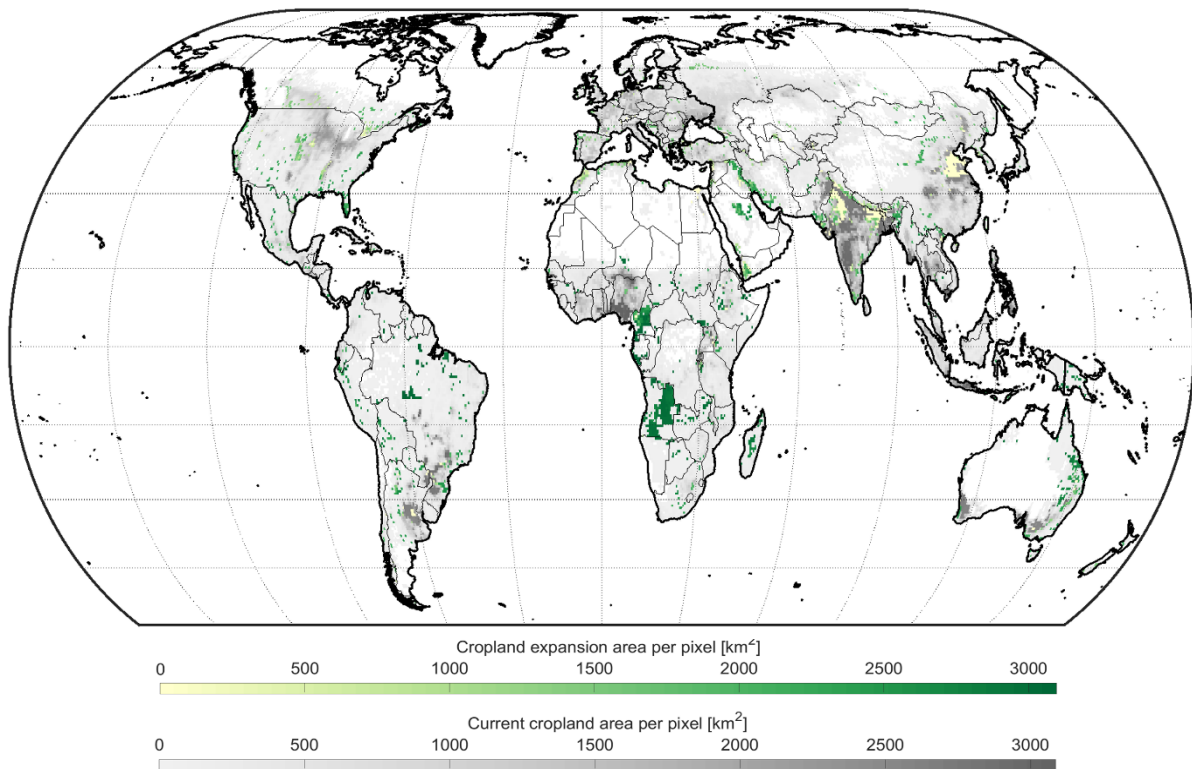 Cropland expansion area per pixel [km2]
0 500 1000 1500 2000 2500 3000
Current cropland area per pixel [km2]
0 500 1000 1500 2000 2500 3000